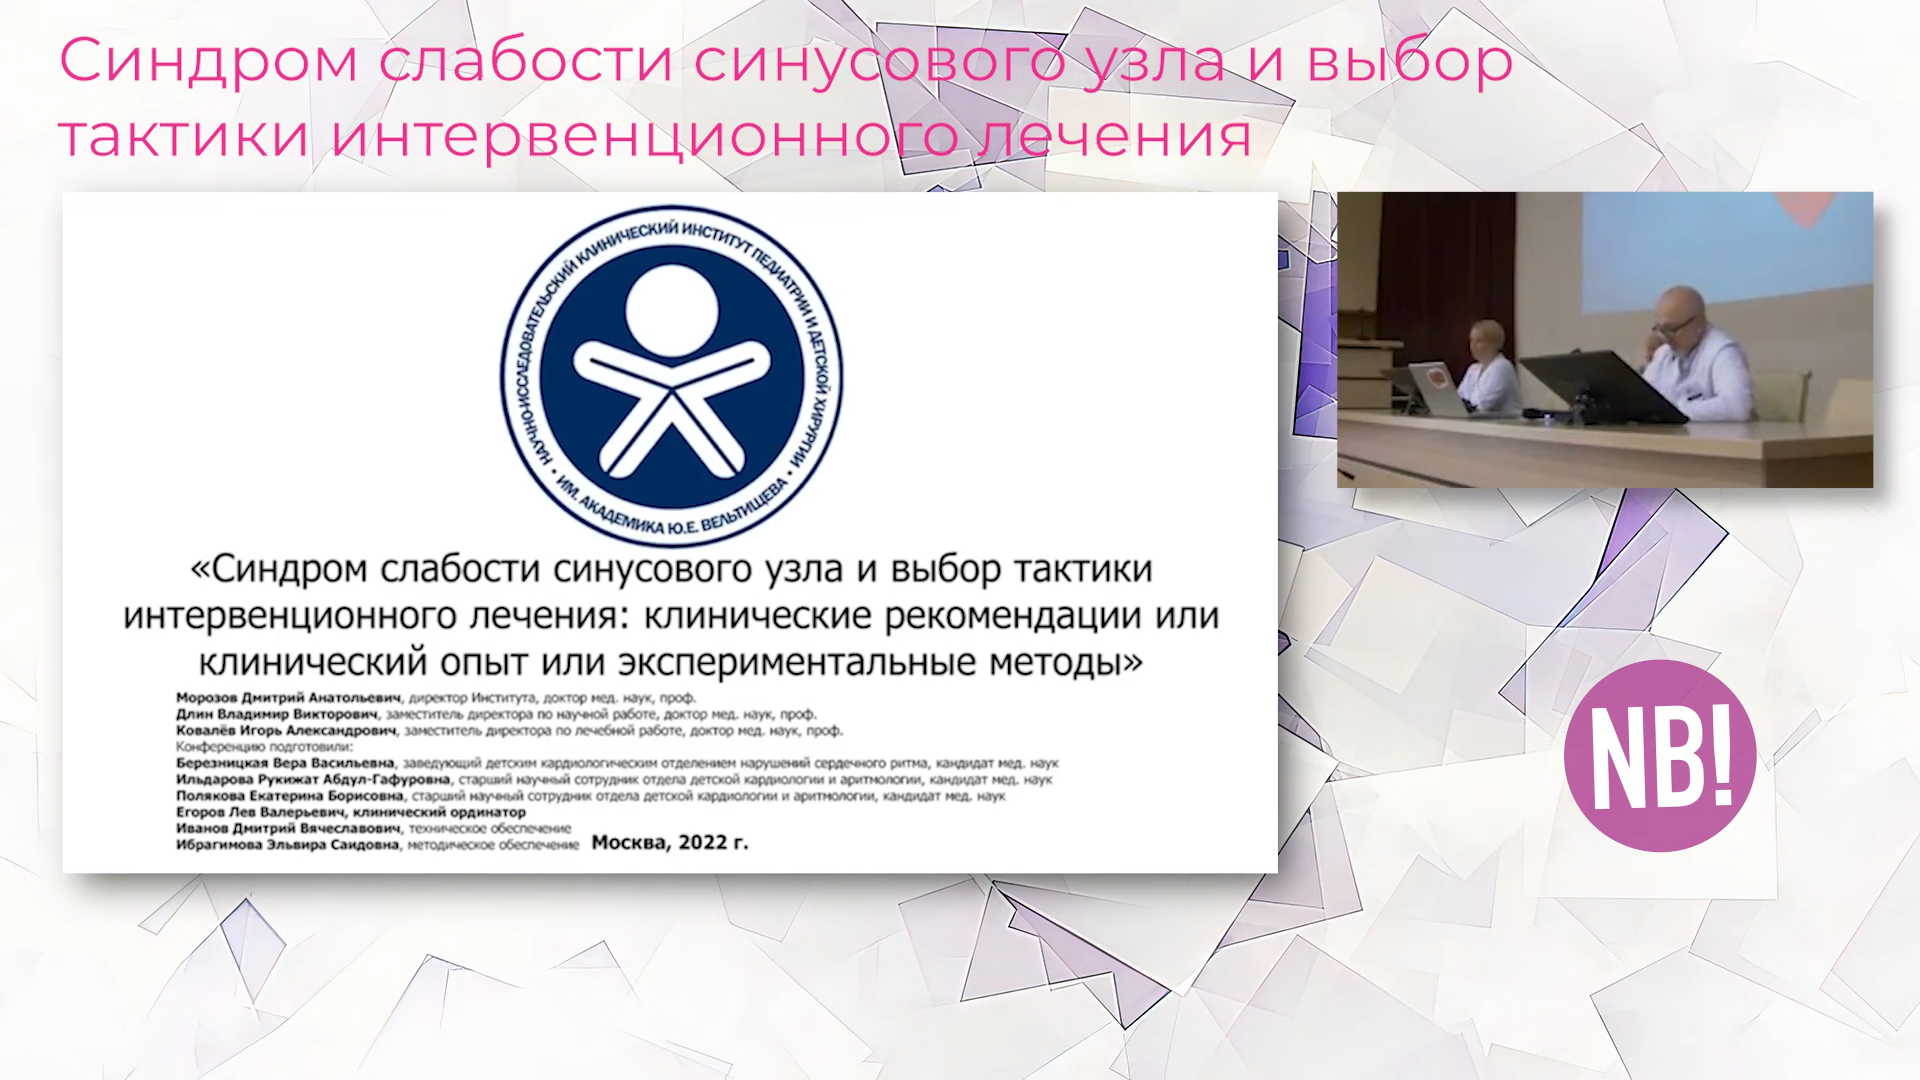 Синдром слабости синусового узла и выбор
тактики интервенционного лечения
НАУЧНО-ИССЛЕДОВАТЕЛЬСКИЙ КЛИНИЧЕСКИЙ ИНСТИТУТ ПЕДИАТРИИ И ДЕТСКОЙ ХИРУРГИИ
• ИМ. АКАДЕМИКА Ю.Е. ВЕЛЬТИЩЕВА •
«Синдром слабости синусового узла и выбор тактики
интервенционного лечения: клинические рекомендации или
клинический опыт или экспериментальные методы»
Морозов Дмитрий Анатольевич, директор Института, доктор мед. наук, проф.
Длин Владимир Викторович, заместитель директора по научной работе, доктор мед. наук, проф.
Ковалёв Игорь Александрович, заместитель директора по лечебной работе, доктор мед. наук, проф.
Конференцию подготовили:
Березницкая Вера Васильевна, заведующий детским кардиологическим отделением нарушений сердечного ритма, кандидат мед. наук
Ильдарова Рукижат Абдул-Гафуровна, старший научный сотрудник отдела детской кардиологии и аритмологии, кандидат мед. наук
Полякова Екатерина Борисовна, старший научный сотрудник отдела детской кардиологии и аритмологии, кандидат мед. наук
Егоров Лев Валерьевич, клинический ординатор
Иванов Дмитрий Вячеславович, техническое обеспечение
Ибрагимова Эльвира Саидовна, методическое обеспечение Москва, 2022 г.
NB!